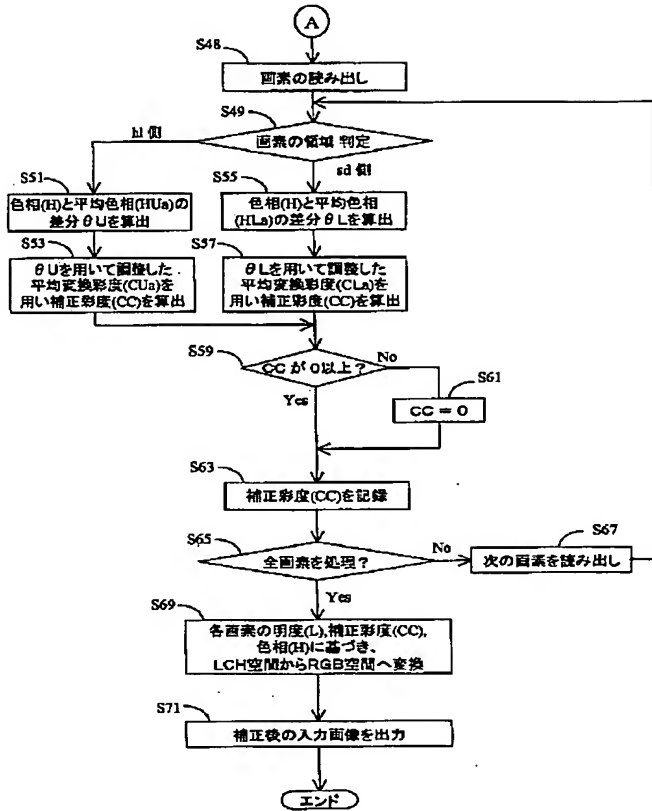 A
S48
画素の読み出し
S49
hl 側
画素の領域 判定
sd 側
S51
色相(H)と平均色相(HUa)の
差分θUを算出
S55
色相(H)と平均色相
(HLa)の差分θLを算出
S53
θUを用いて調整した
平均変換彩度(CUa)を
用い補正彩度(CC)を算出
S57
θLを用いて調整した
平均変換彩度(CLa)を
用い補正彩度(CC)を算出
S59
CC が 0以上?
No
Yes
S61
CC = 0
S63
補正彩度(CC)を記録
S65
全画素を処理?
No
S67
次の画素を読み出し
Yes
S69
各画素の明度(L),補正彩度(CC),
色相(H)に基づき、
LCH空間からRGB空間へ変換
S71
補正後の入力画像を出力
エンド